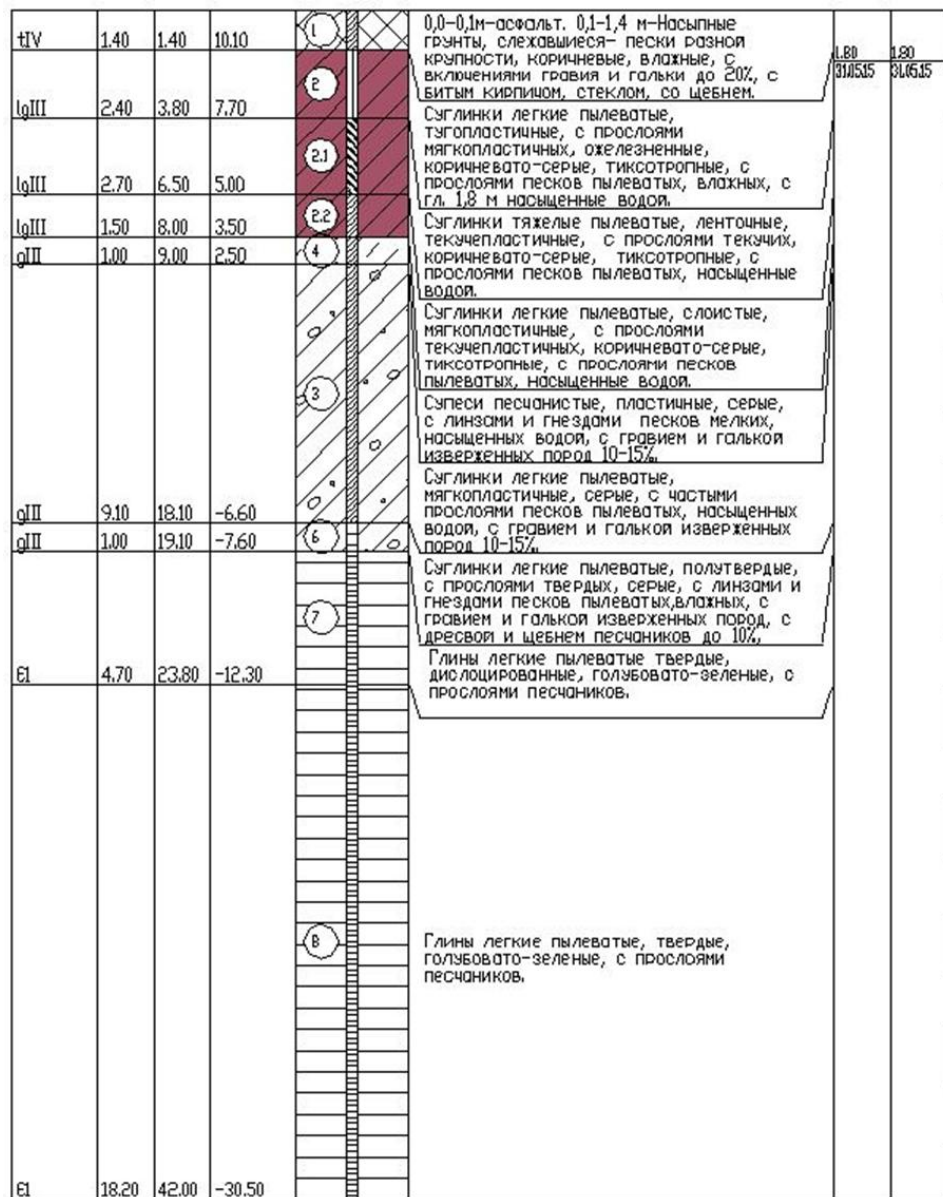 tIV 1.40 1.40 10.10 1
0,0-0,1м-асфальт. 0,1-1,4 м-Насыпные
грунты, слежавшиеся- пески разной
крупности, коричневые, влажные, с
включениями гравия и гальки до 20%, с
битым кирпичом, стеклом, со щебнем.
1.80 1.80
31.05.15 31.05.15
lgIII 2.40 3.80 7.70 2
Суглинки легкие пылеватые,
тугопластичные, с прослоями
мягкопластичных, ожелезненные,
коричневато-серые, тиксотропные, с
прослоями песков пылеватых, влажных, с
гл. 1,8 м насыщенные водой.
lgIII 2.70 6.50 5.00 2.1
Суглинки тяжелые пылеватые, ленточные,
текучепластичные, с прослоями текучих,
коричневато-серые, тиксотропные, с
прослоями песков пылеватых, насыщенные
водой.
lgIII 1.50 8.00 3.50 2.2
Суглинки легкие пылеватые, слоистые,
мягкопластичные, с прослоями
текучепластичных, коричневато-серые,
тиксотропные, с прослоями песков
пылеватых, насыщенные водой.
gIII 1.00 9.00 2.50 4
Супеси песчанистые, пластичные, серые,
с линзами и гнездами песков мелких,
насыщенных водой, с гравием и галькой
изверженных пород 10-15%.
gIII 9.10 18.10 -6.60 3
Суглинки легкие пылеватые,
мягкопластичные, серые, с частыми
прослоями песков пылеватых, насыщенных
водой, с гравием и галькой изверженных
пород 10-15%.
gIII 1.00 19.10 -7.60 6
Суглинки легкие пылеватые, полутвердые,
с прослоями твердых, серые, с линзами и
гнездами песков пылеватых,влажных, с
гравием и галькой изверженных пород, с
дресвой и щебнем песчаников до 10%.
Є1 4.70 23.80 -12.30 7
Глины легкие пылеватые твердые,
дислоцированные, голубовато-зеленые, с
прослоями песчаников.
Є1 18.20 42.00 -30.50 8
Глины легкие пылеватые, твердые,
голубовато-зеленые, с прослоями
песчаников.